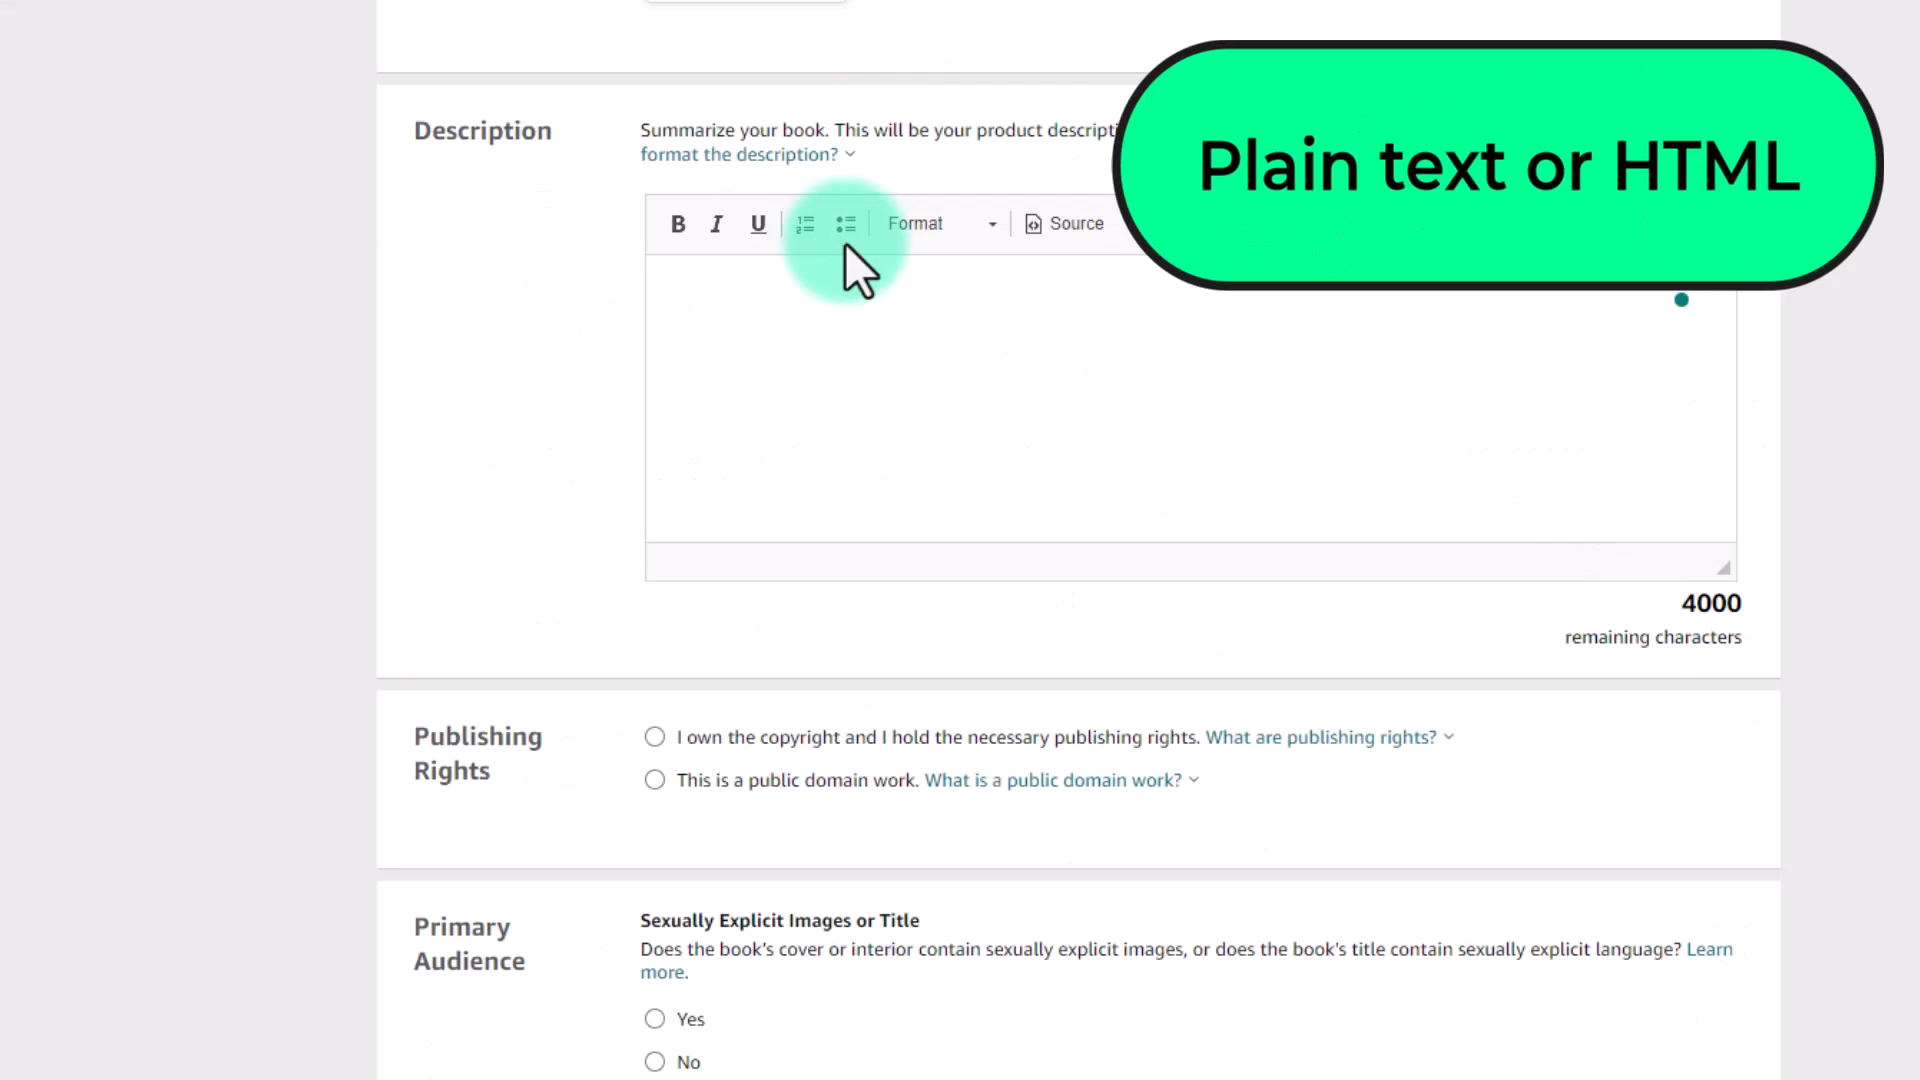 Plain text or HTML
Description
Summarize your book. This will be your product
format the description?
B I U Format Source
4000
remaining characters
Publishing
Rights
I own the copyright and I hold the necessary publishing rights. What are publishing rights?
This is a public domain work. What is a public domain work?
Primary
Audience
Sexually Explicit Images or Title
Does the book's cover or interior contain sexually explicit images, or does the book's title contain sexually explicit language? Learn
more.
Yes
No